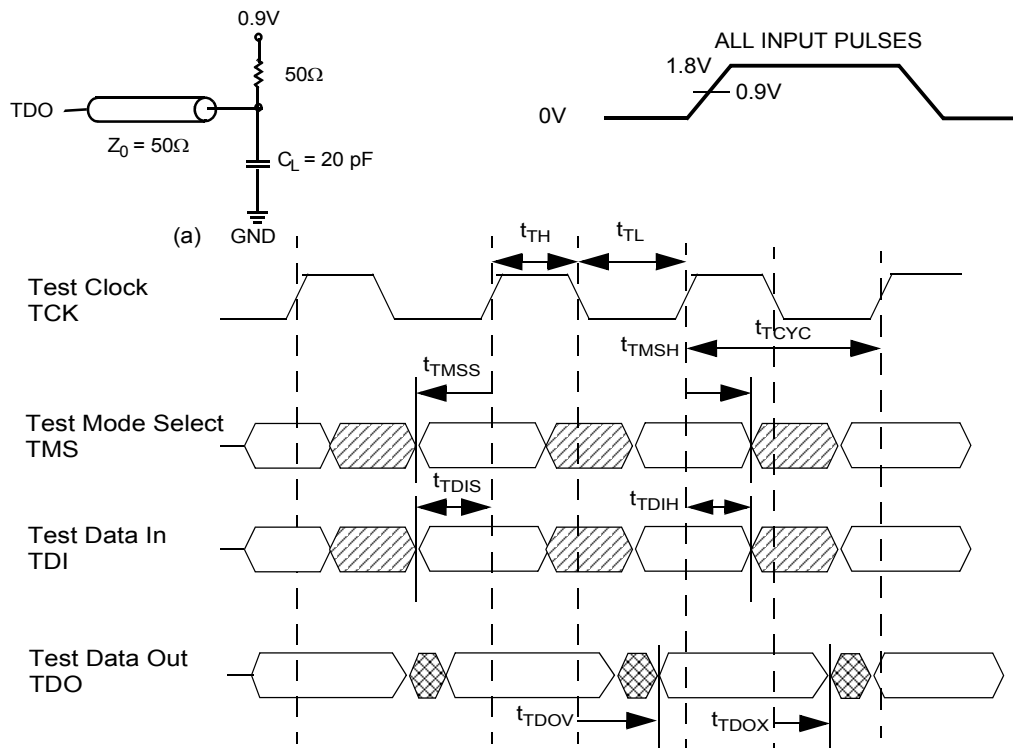 0.9V
50Ω
TDO
Z0 = 50Ω
CL = 20 pF
(a)
GND
ALL INPUT PULSES
1.8V
0.9V
0V
tTH
tTL
Test Clock
TCK
tTCYC
tTMSH
tTMSS
Test Mode Select
TMS
tTDIS
tTDIH
Test Data In
TDI
Test Data Out
TDO
tTDOV
tTDOX